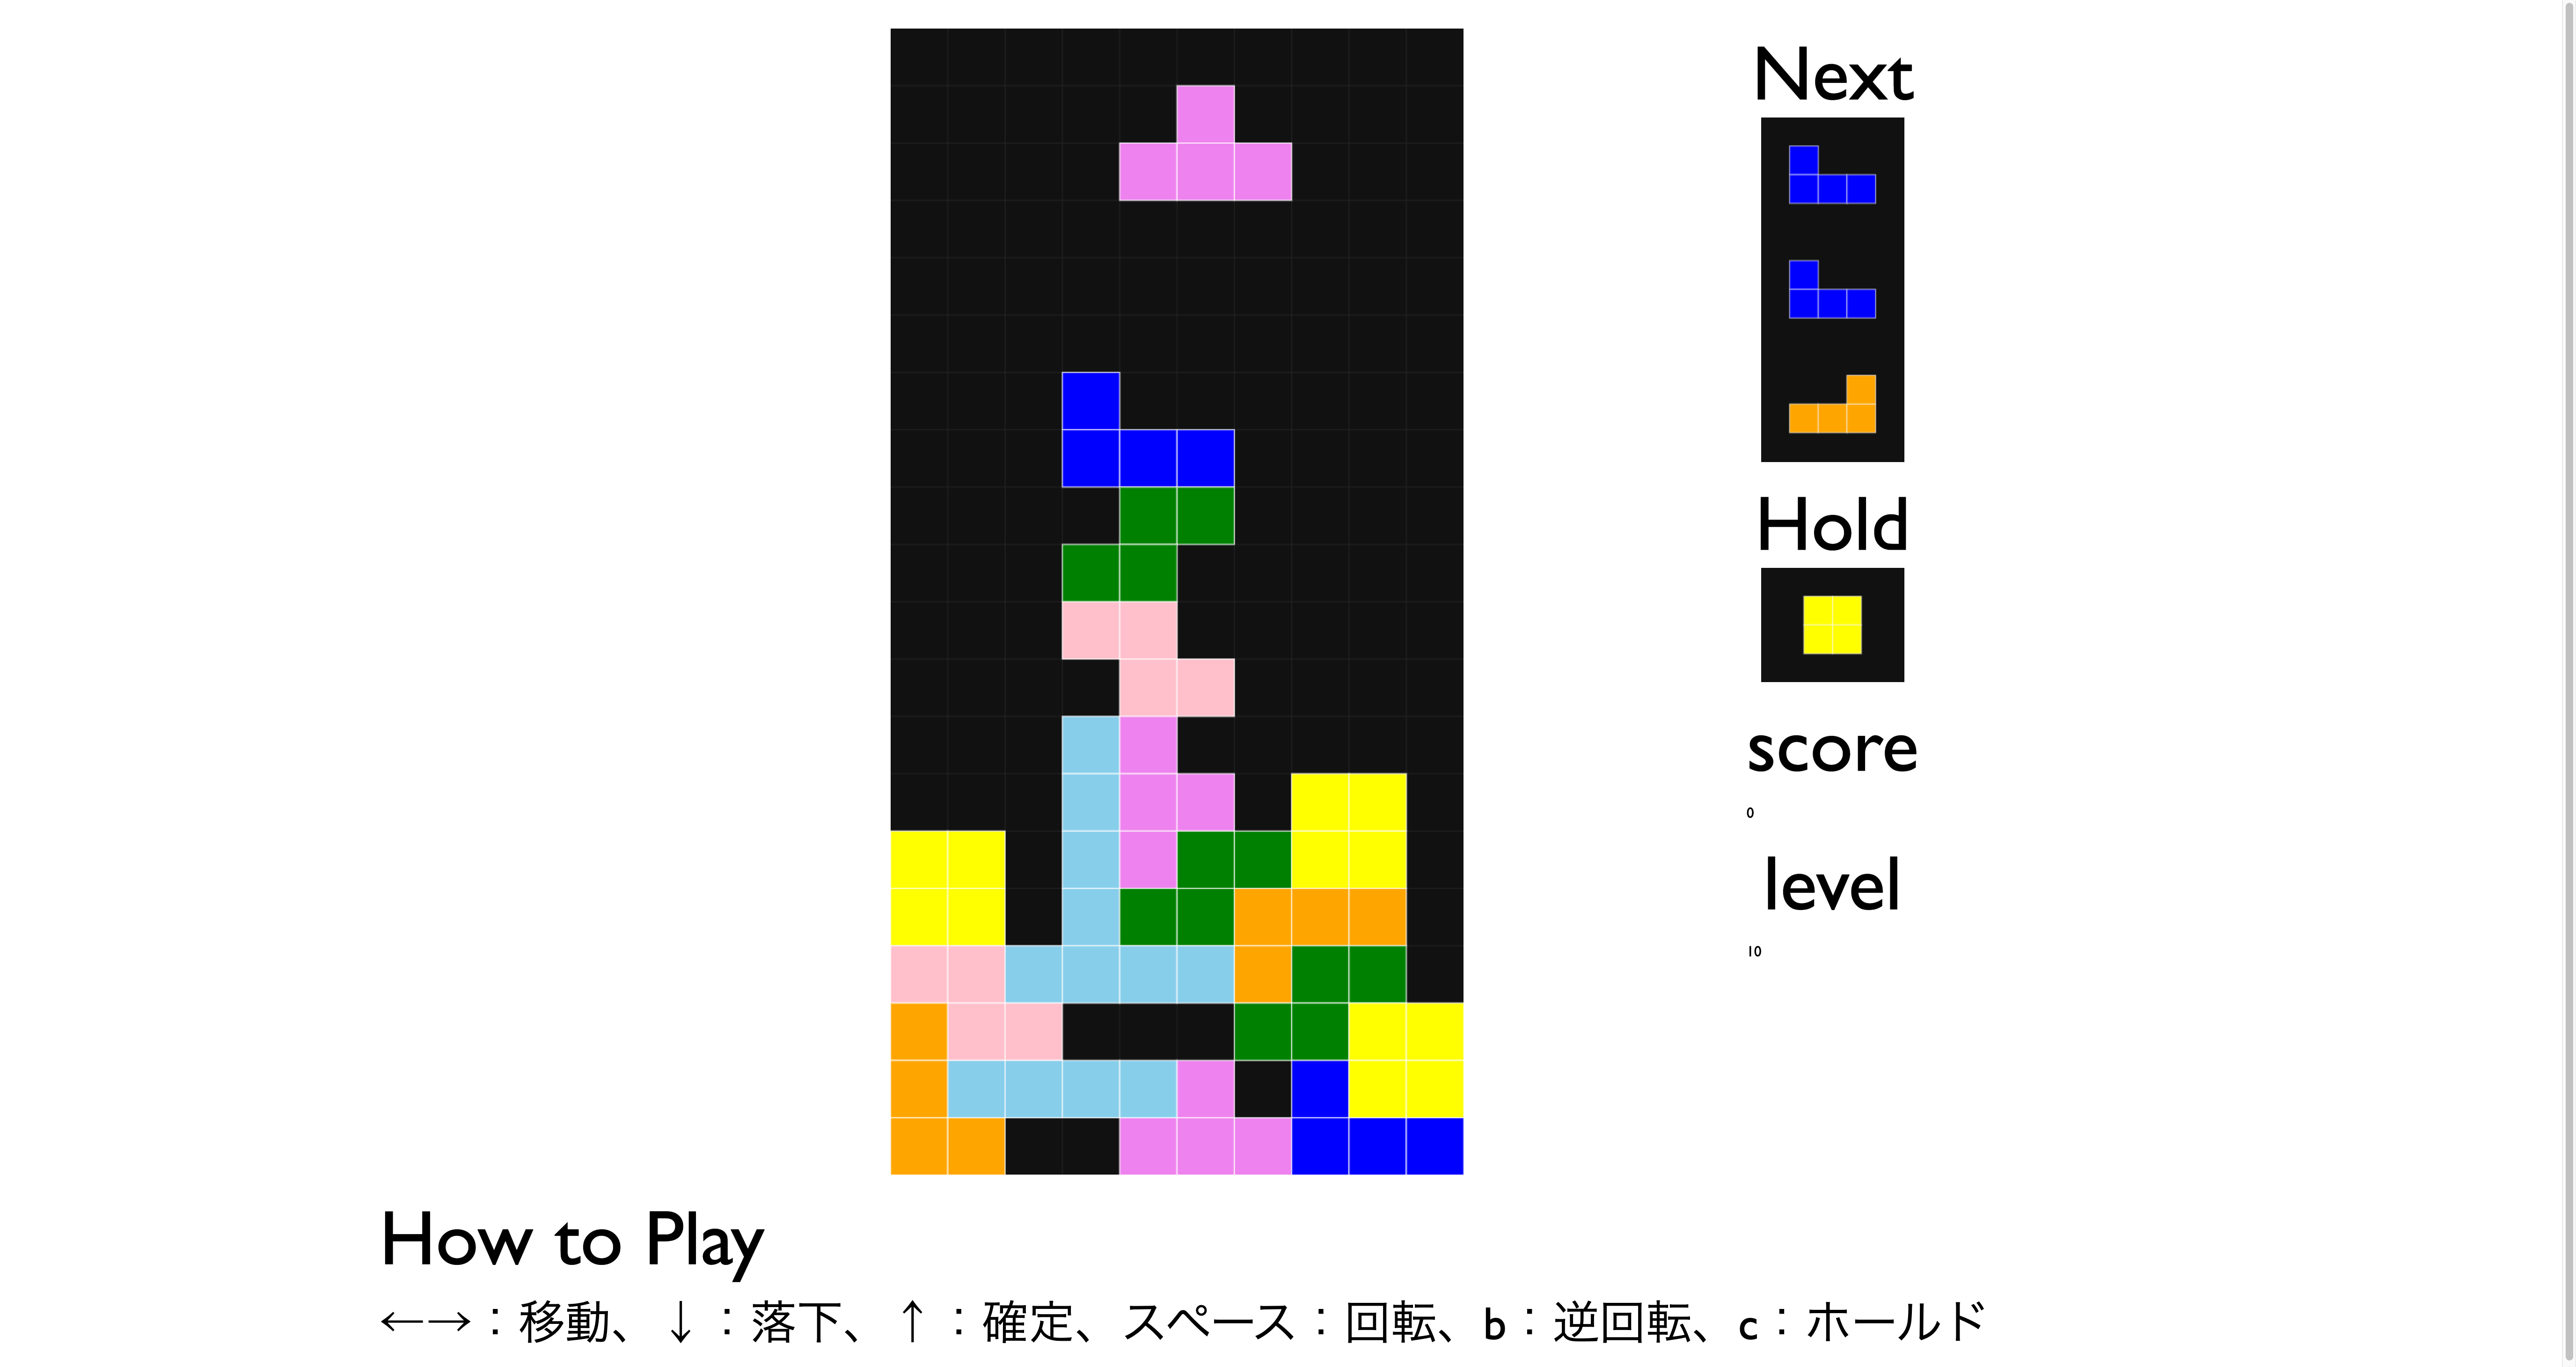 Next
Hold
score
0
level
10
How to Play
←→：移動、↓：落下、↑：確定、スペース：回転、b：逆回転、c：ホールド